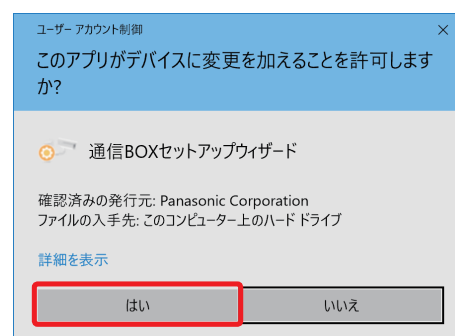 ユーザー アカウント制御
このアプリがデバイスに変更を加えることを許可します
か?
通信BOXセットアップウィザード
確認済みの発行元: Panasonic Corporation
ファイルの入手先: このコンピューター上のハード ドライブ
詳細を表示
はい
いいえ